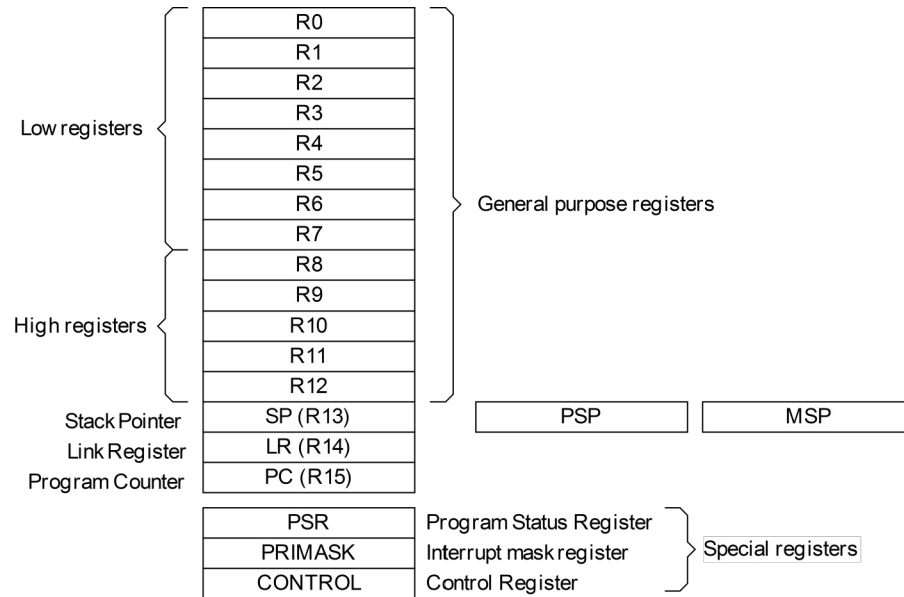 R0
R1
R2
R3
Low registers
R4
R5
R6
General purpose registers
R7
R8
R9
High registers
R10
R11
R12
Stack Pointer
SP (R13)
PSP
MSP
Link Register
LR (R14)
Program Counter
PC (R15)
PSR
Program Status Register
PRIMASK
Interrupt mask register
Special registers
CONTROL
Control Register